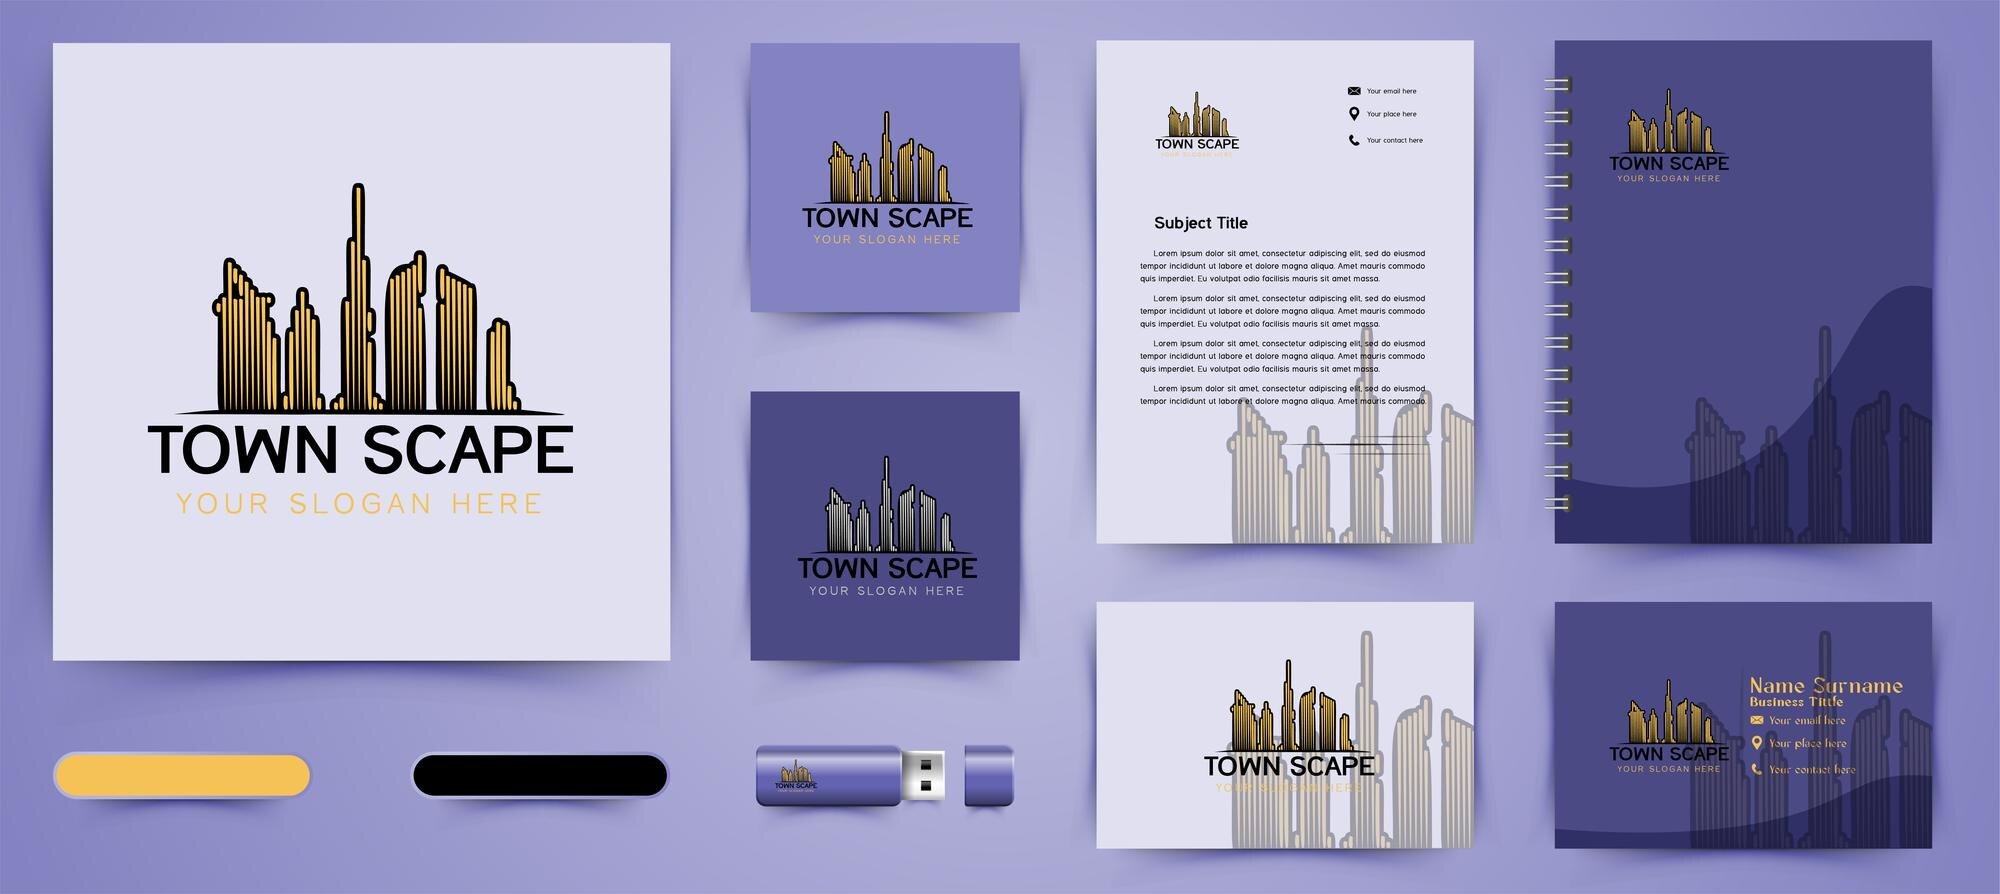 TOWN SCAPE
YOUR SLOGAN HERE
TOWN SCAPE
YOUR SLOGAN HERE
TOWN SCAPE
YOUR SLOGAN HERE
TOWN SCAPE
YOUR SLOGAN HERE
TOWN SCAPE
YOUR SLOGAN HERE
Your email here
Your place here
Your contact here
Subject Title
Lorem ipsum dolor sit amet, consectetur adipiscing elit, sed do eiusmod
tempor incididunt ut labore et dolore magna aliqua. Amet mauris commodo
quis imperdiet. Eu volutpat odio facilisis mauris sit amet massa.
Lorem ipsum dolor sit amet, consectetur adipiscing elit, sed do eiusmod
tempor incididunt ut labore et dolore magna aliqua. Amet mauris commodo
quis imperdiet. Eu volutpat odio facilisis mauris sit amet massa.
Lorem ipsum dolor sit amet, consectetur adipiscing elit, sed do eiusmod
tempor incididunt ut labore et dolore magna aliqua. Amet mauris commodo
quis imperdiet. Eu volutpat odio facilisis mauris sit amet massa.
Lorem ipsum dolor sit amet, consectetur adipiscing elit, sed do eiusmod
tempor incididunt ut labore et dolore magna aliqua. Amet mauris commodo.
TOWN SCAPE
YOUR SLOGAN HERE
TOWN SCAPE
YOUR SLOGAN HERE
TOWN SCAPE
YOUR SLOGAN HERE
Name Surname
Business Tittle
Your email here
Your place here
Your contact here